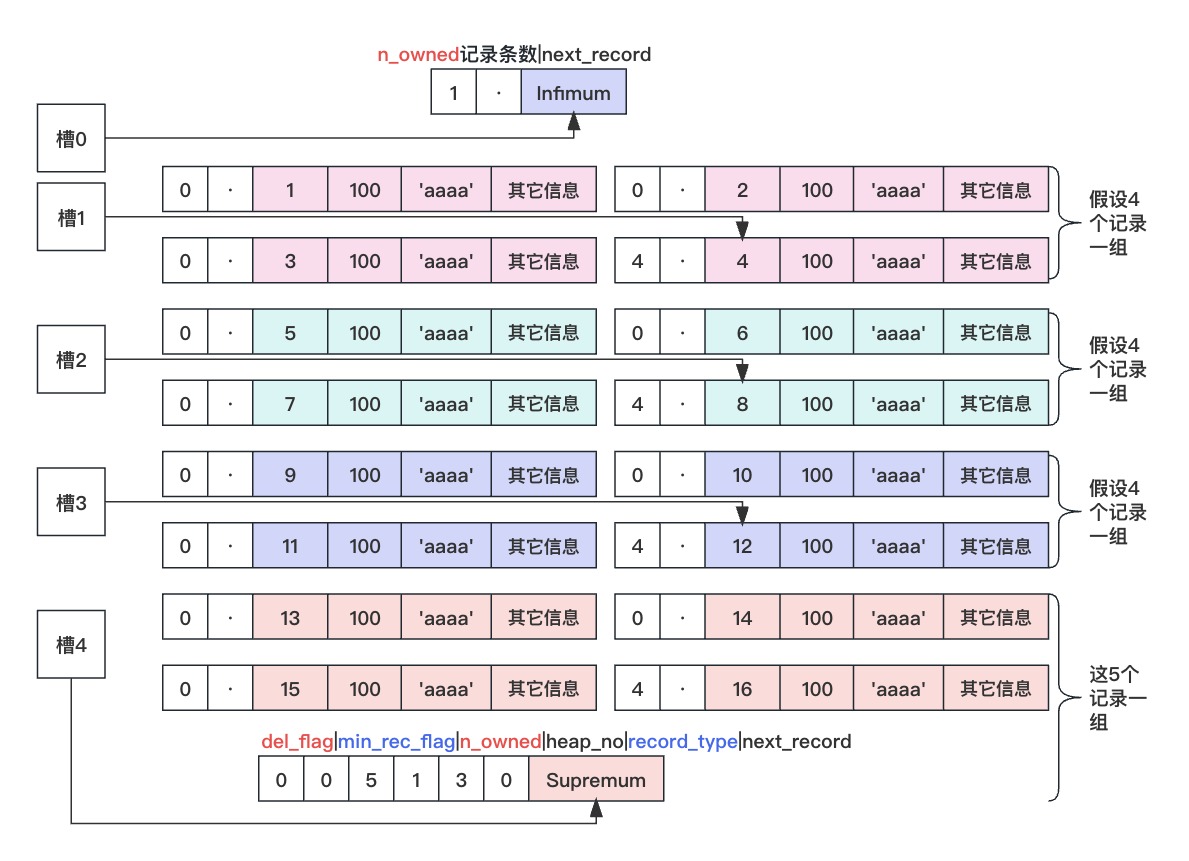 n_owned记录条数|next_record
1 · Infimum
槽0
0 · 1 100 'aaaa' 其它信息 0 · 2 100 'aaaa' 其它信息
槽1
0 · 3 100 'aaaa' 其它信息 4 · 4 100 'aaaa' 其它信息
假设4
个记录
一组
0 · 5 100 'aaaa' 其它信息 0 · 6 100 'aaaa' 其它信息
槽2
0 · 7 100 'aaaa' 其它信息 4 · 8 100 'aaaa' 其它信息
假设4
个记录
一组
0 · 9 100 'aaaa' 其它信息 0 · 10 100 'aaaa' 其它信息
槽3
0 · 11 100 'aaaa' 其它信息 4 · 12 100 'aaaa' 其它信息
假设4
个记录
一组
0 · 13 100 'aaaa' 其它信息 0 · 14 100 'aaaa' 其它信息
槽4
0 · 15 100 'aaaa' 其它信息 4 · 16 100 'aaaa' 其它信息
这5个
记录一
组
del_flag|min_rec_flag|n_owned|heap_no|record_type|next_record
0 0 5 1 3 0 Supremum